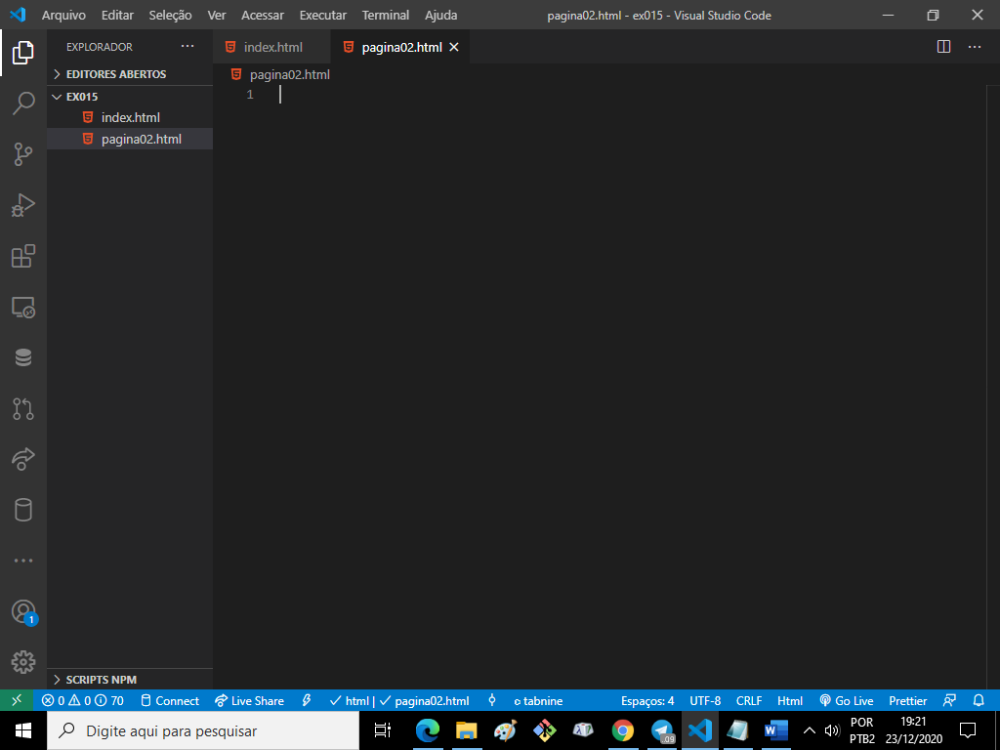 Arquivo Editar Seleção Ver Acessar Executar Terminal Ajuda pagina02.html - ex015 - Visual Studio Code
EXPLORADOR
index.html pagina02.html
EDITORES ABERTOS
pagina02.html
EX015
1
index.html
pagina02.html
1
SCRIPTS NPM
0 0 70 Connect Live Share html | pagina02.html tabnine Espaços: 4 UTF-8 CRLF Html Go Live Prettier
Digite aqui para pesquisar
.09
POR
PTB2
19:21
23/12/2020